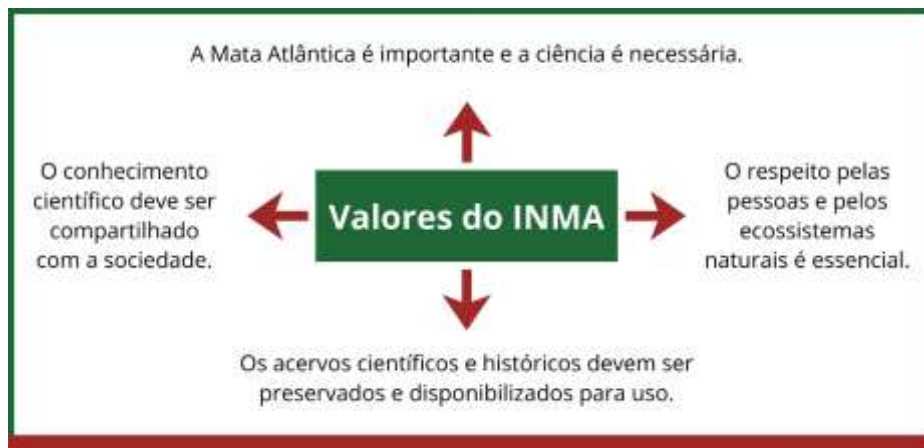 A Mata Atlântica é importante e a ciência é necessária.
O conhecimento
científico deve ser
compartilhado
com a sociedade.
Valores do INMA
O respeito pelas
pessoas e pelos
ecossistemas
naturais é essencial.
Os acervos científicos e históricos devem ser
preservados e disponibilizados para uso.